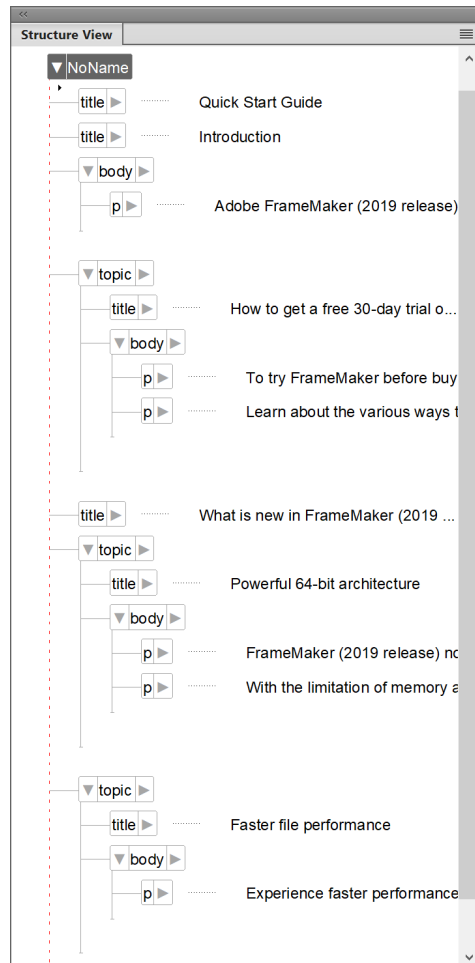 Structure View
NoName
title Quick Start Guide
title Introduction
body
p Adobe FrameMaker (2019 release)
topic
title How to get a free 30-day trial o...
body
p To try FrameMaker before buy
p Learn about the various ways t
title What is new in FrameMaker (2019 ...
topic
title Powerful 64-bit architecture
body
p FrameMaker (2019 release) no
p With the limitation of memory a
topic
title Faster file performance
body
p Experience faster performance